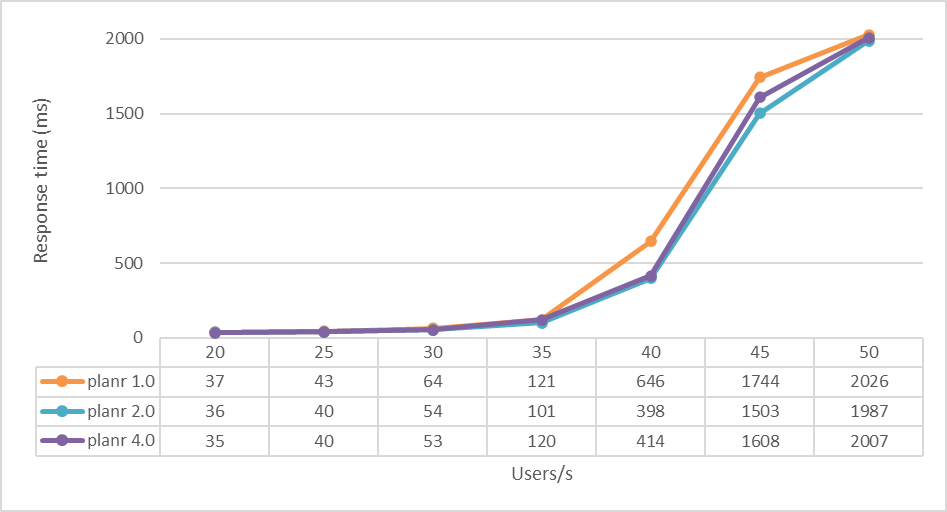 2000
1500
1000
500
0
Response time (ms)
20 25 30 35 40 45 50
planr 1.0 37 43 64 121 646 1744 2026
planr 2.0 36 40 54 101 398 1503 1987
planr 4.0 35 40 53 120 414 1608 2007
Users/s